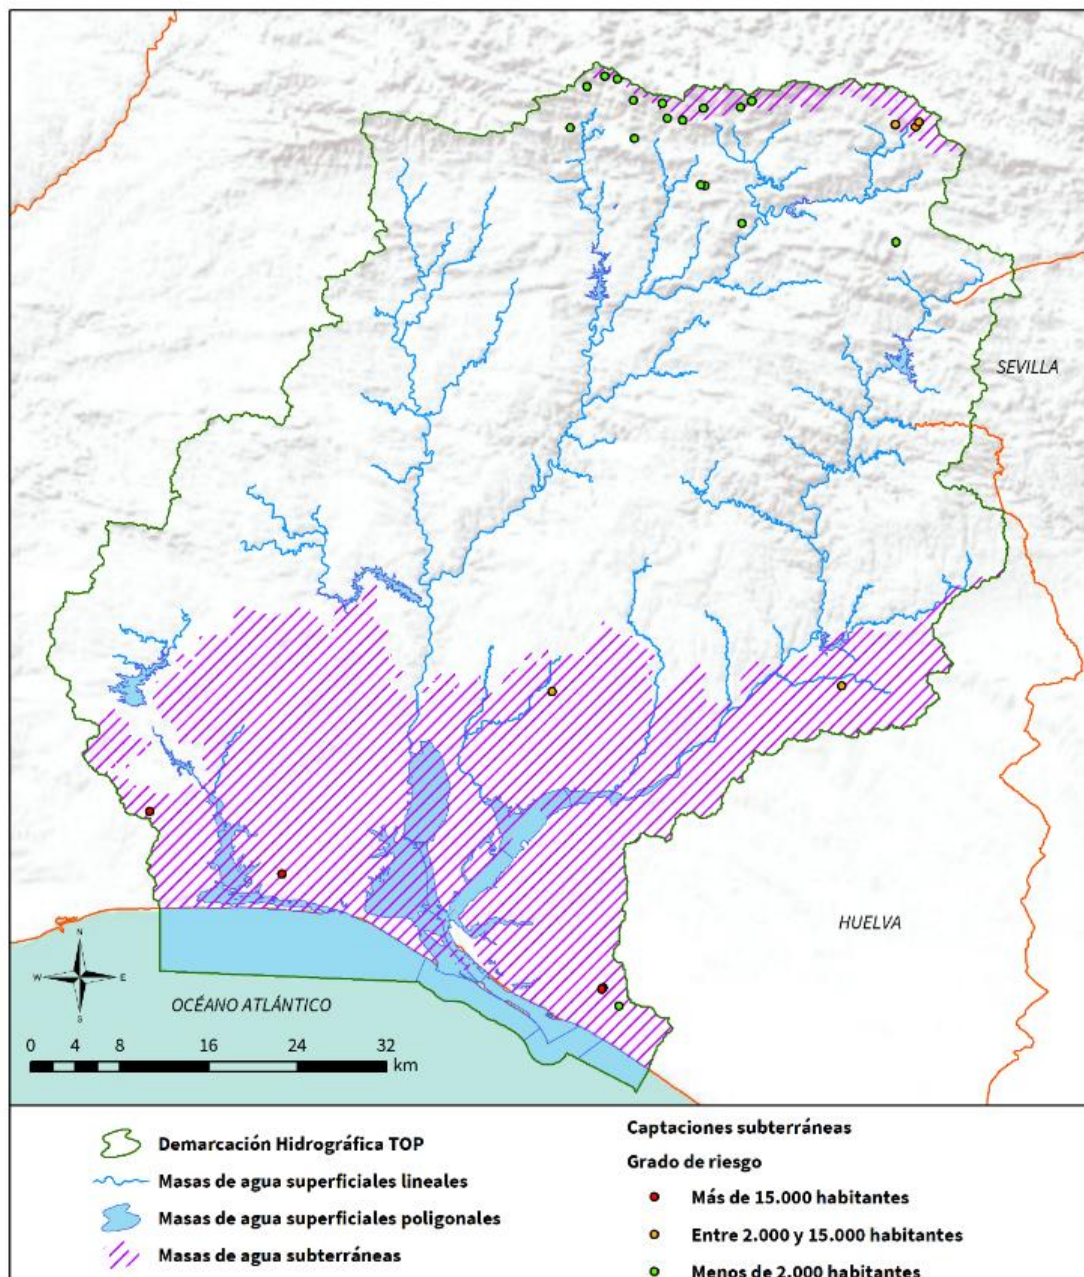 SEVILLA
HUELVA
N
W E
S
OCÉANO ATLÁNTICO
0 4 8 16 24 32
km
Demarcación Hidrográfica TOP
Masas de agua superficiales lineales
Masas de agua superficiales poligonales
Masas de agua subterráneas
Captaciones subterráneas
Grado de riesgo
Más de 15.000 habitantes
Entre 2.000 y 15.000 habitantes
Menos de 2.000 habitantes